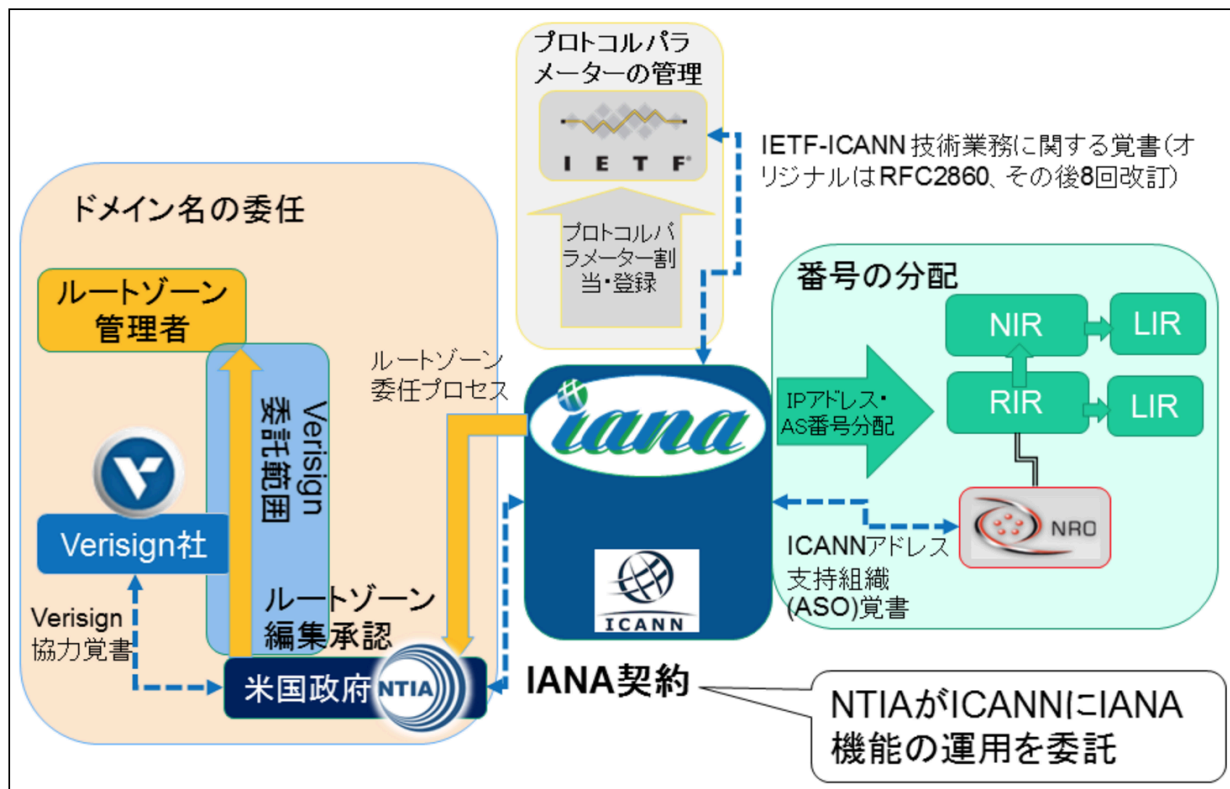 プロトコルパラ
メーターの管理
I E T F®
プロトコルパ
ラメーター割
当・登録
IETF-ICANN 技術業務に関する覚書(オ
リジナルはRFC2860、その後8回改訂)
ドメイン名の委任
ルートゾーン
管理者
Verisign
委託範囲
Verisign社
Verisign
協力覚書
ルートゾーン
編集承認
米国政府
NTIA
ルートゾーン
委任プロセス
iana
ICANN
IANA契約
NTIAがICANNにIANA
機能の運用を委託
番号の分配
NIR
LIR
IPアドレス・
AS番号分配
RIR
LIR
NRO
ICANNアドレス
支持組織
(ASO)覚書